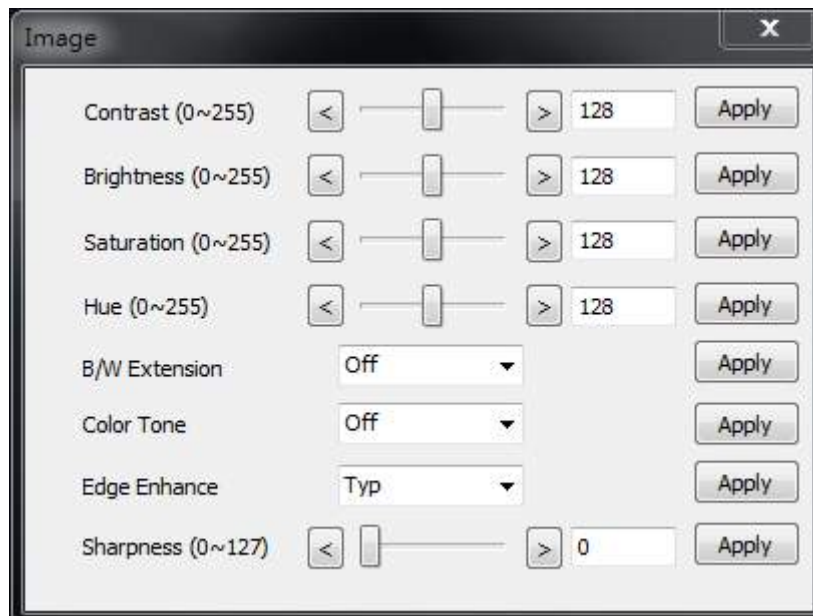 Image x
Contrast (0~255) < > 128 Apply
Brightness (0~255) < > 128 Apply
Saturation (0~255) < > 128 Apply
Hue (0~255) < > 128 Apply
B/W Extension Off Apply
Color Tone Off Apply
Edge Enhance Typ Apply
Sharpness (0~127) < > 0 Apply